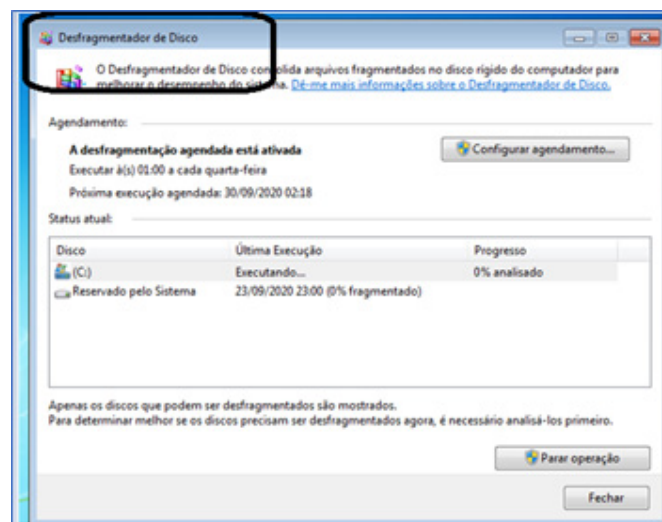 Desfragmentador de Disco
O Desfragmentador de Disco consolida arquivos fragmentados no disco rígido do computador para
melhorar o desempenho do sistema. Dê-me mais informações sobre o Desfragmentador de Disco.
Agendamento:
A desfragmentação agendada está ativada
Configurar agendamento...
Executar à(s) 01:00 a cada quarta-feira
Próxima execução agendada: 30/09/2020 02:18
Status atual:
Disco Última Execução Progresso
(C:) Executando... 0% analisado
Reservado pelo Sistema 23/09/2020 23:00 (0% fragmentado)
Apenas os discos que podem ser desfragmentados são mostrados.
Para determinar melhor se os discos precisam ser desfragmentados agora, é necessário analisá-los primeiro.
Parar operação
Fechar